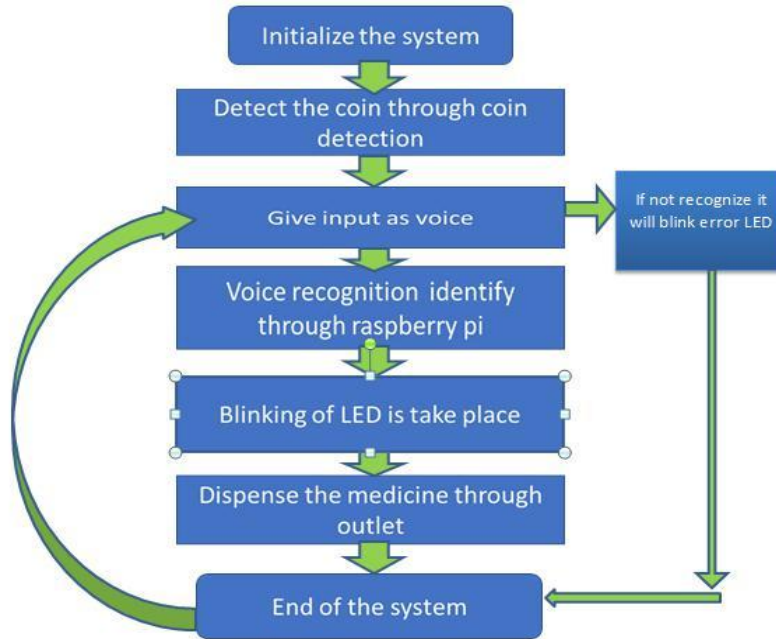 Initialize the system
Detect the coin through coin
detection
Give input as voice
If not recognize it
will blink error LED
Voice recognition identify
through raspberry pi
Blinking of LED is take place
Dispense the medicine through
outlet
End of the system